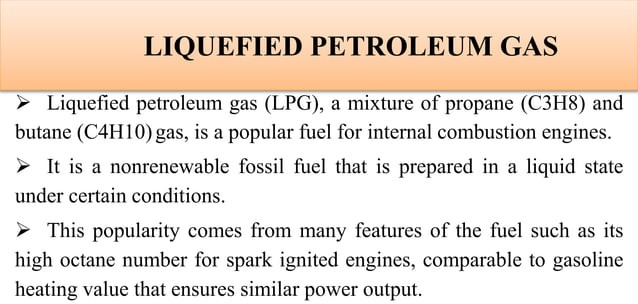 LIQUEFIED PETROLEUM GAS
➢ Liquefied petroleum gas (LPG), a mixture of propane (C3H8) and
butane (C4H10) gas, is a popular fuel for internal combustion engines.
➢ It is a nonrenewable fossil fuel that is prepared in a liquid state
under certain conditions.
➢ This popularity comes from many features of the fuel such as its
high octane number for spark ignited engines, comparable to gasoline
heating value that ensures similar power output.